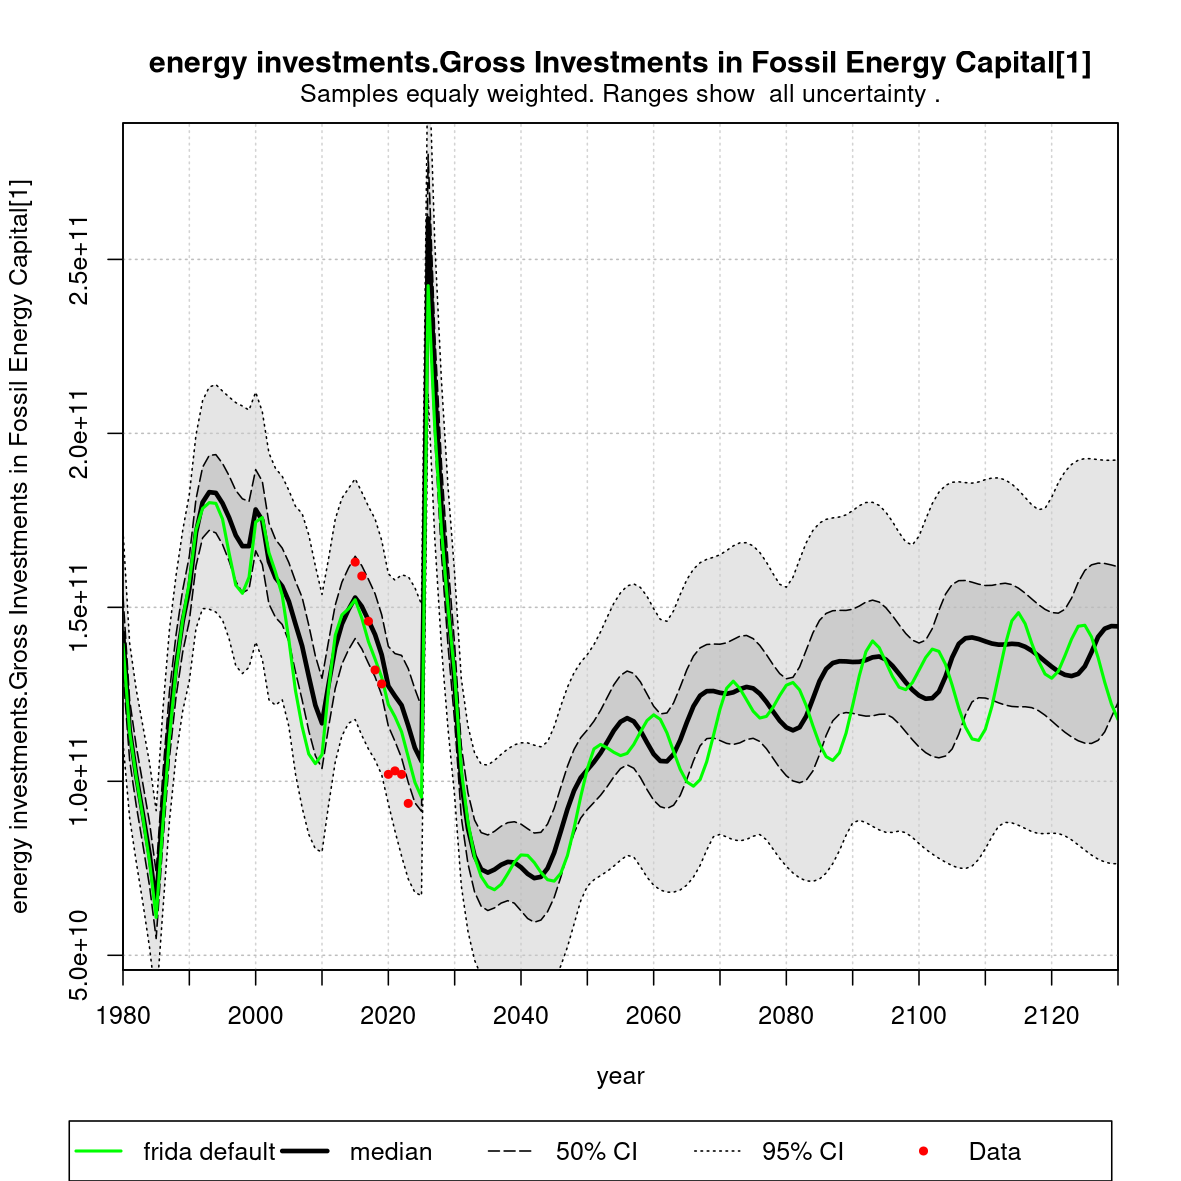 energy investments.Gross Investments in Fossil Energy Capital[1]
Samples equaly weighted. Ranges show  all uncertainty .
energy investments.Gross Investments in Fossil Energy Capital[1]
2.5e+11
2.0e+11
1.5e+11
1.0e+11
5.0e+10
1980 2000 2020 2040 2060 2080 2100 2120
year
frida default median 50% CI 95% CI Data